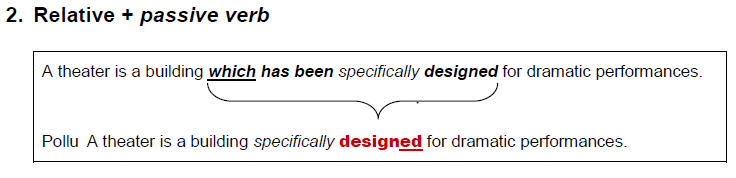 2. Relative + passive verb
A theater is a building which has been specifically designed for dramatic performances.
Pollu A theater is a building specifically designed for dramatic performances.